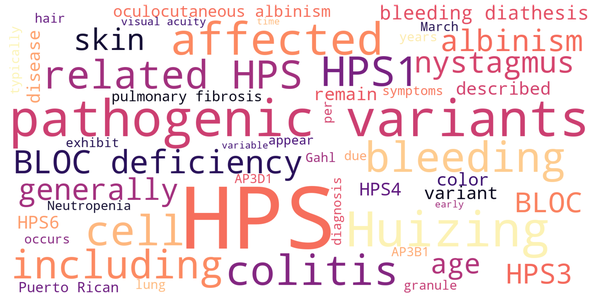 oculocutaneous albinism
bleeding diathesis
hair
visual acuity
time
March
skin
affected
years
albinism
typically
disease
related HPS
HPS1
nystagmus
pulmonary fibrosis
remain
symptoms
described
pathogenic variants
per
exhibit
variable
appear
Gahl
due
bleeding
BLOC deficiency
generally
AP3D1
HPS
diagnosis
HPS4
color
variant
early
BLOC
Neutropenia
HPS6
cell
Huizing
occurs
AP3B1
including
colitis
age
granule
HPS3
Puerto Rican
lung